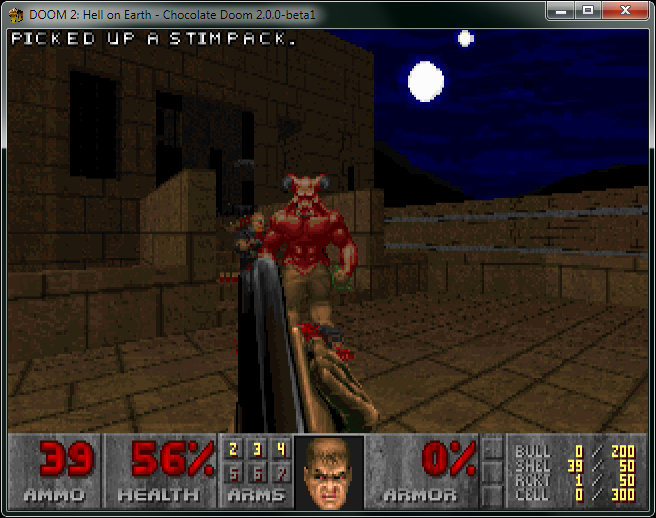 DOOM 2: Hell on Earth - Chocolate Doom 2.0.0-beta1
PICKED UP A STIMPACK.
39 56% 2 3 4 0% BULL 0 / 200
5 6 7 SHEL 39 / 50
AMMO HEALTH ARMS ARMOR RCKT 1 / 50
CELL 0 / 300